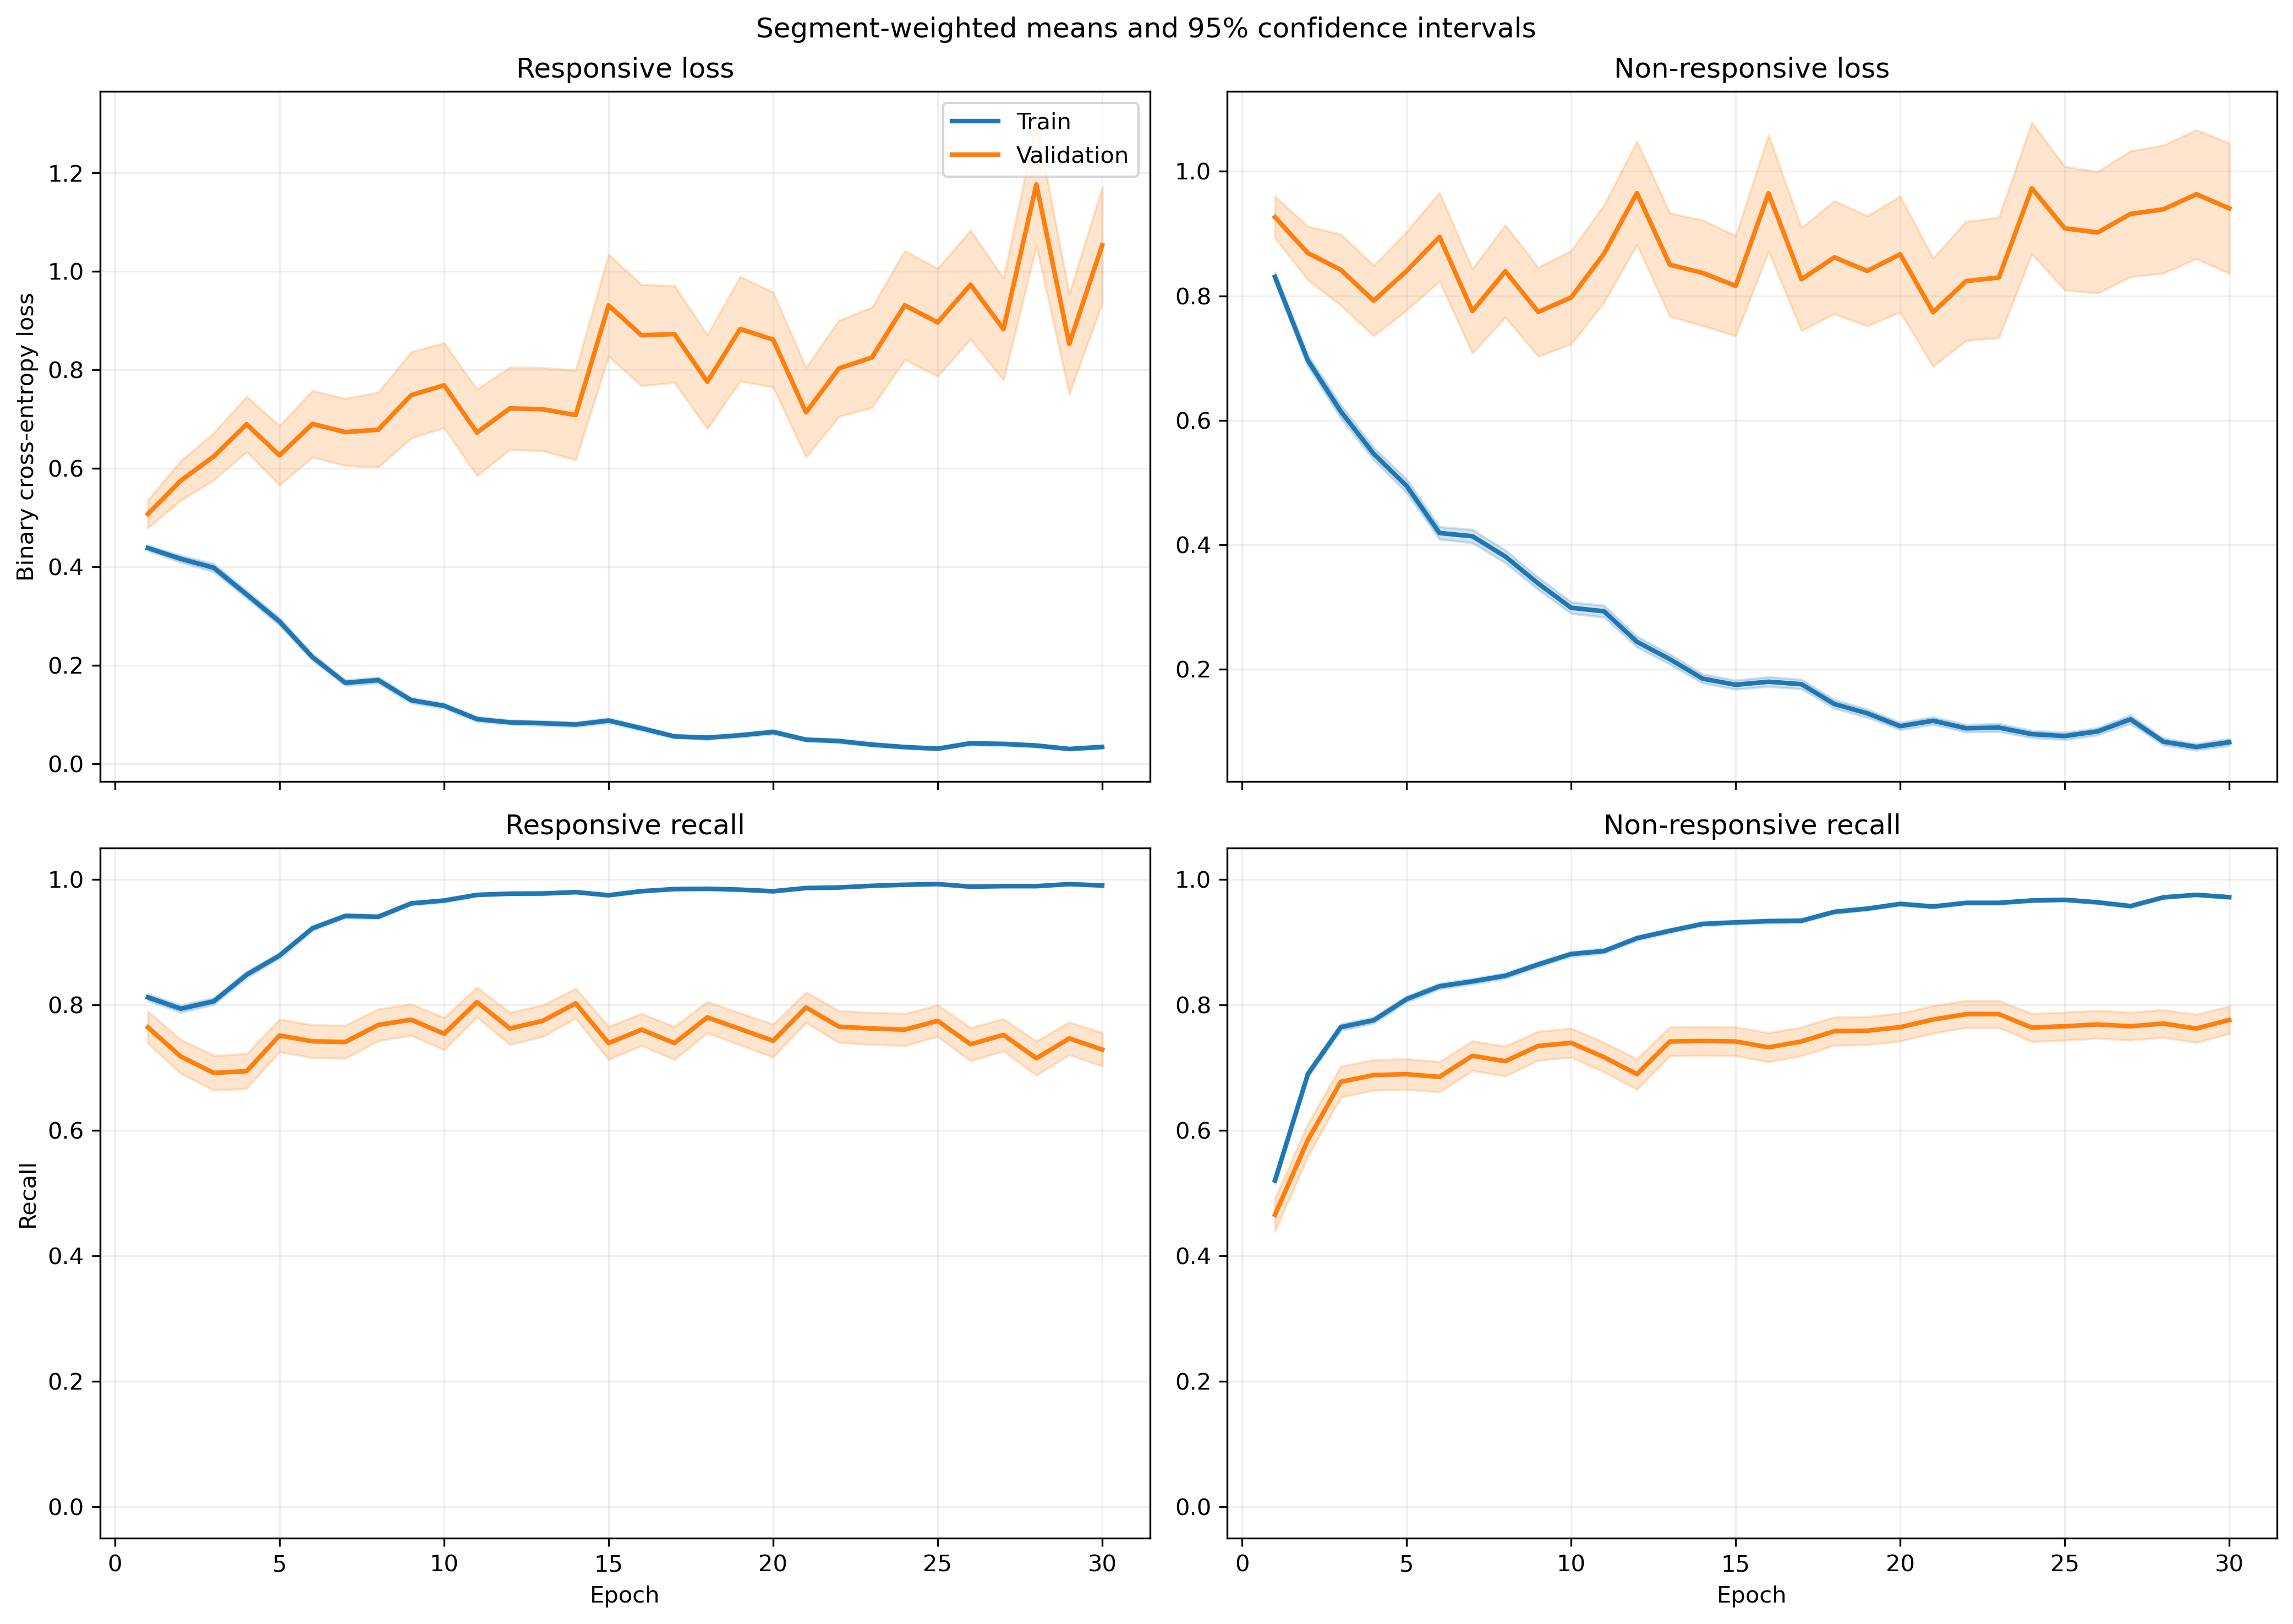 Segment-weighted means and 95% confidence intervals
Responsive loss
Non-responsive loss
Train
Validation
Binary cross-entropy loss
1.2
1.0
0.8
0.6
0.4
0.2
0.0
1.0
0.8
0.6
0.4
0.2
Responsive recall
Non-responsive recall
Recall
1.0
0.8
0.6
0.4
0.2
0.0
0 5 10 15 20 25 30
Epoch
1.0
0.8
0.6
0.4
0.2
0.0
0 5 10 15 20 25 30
Epoch